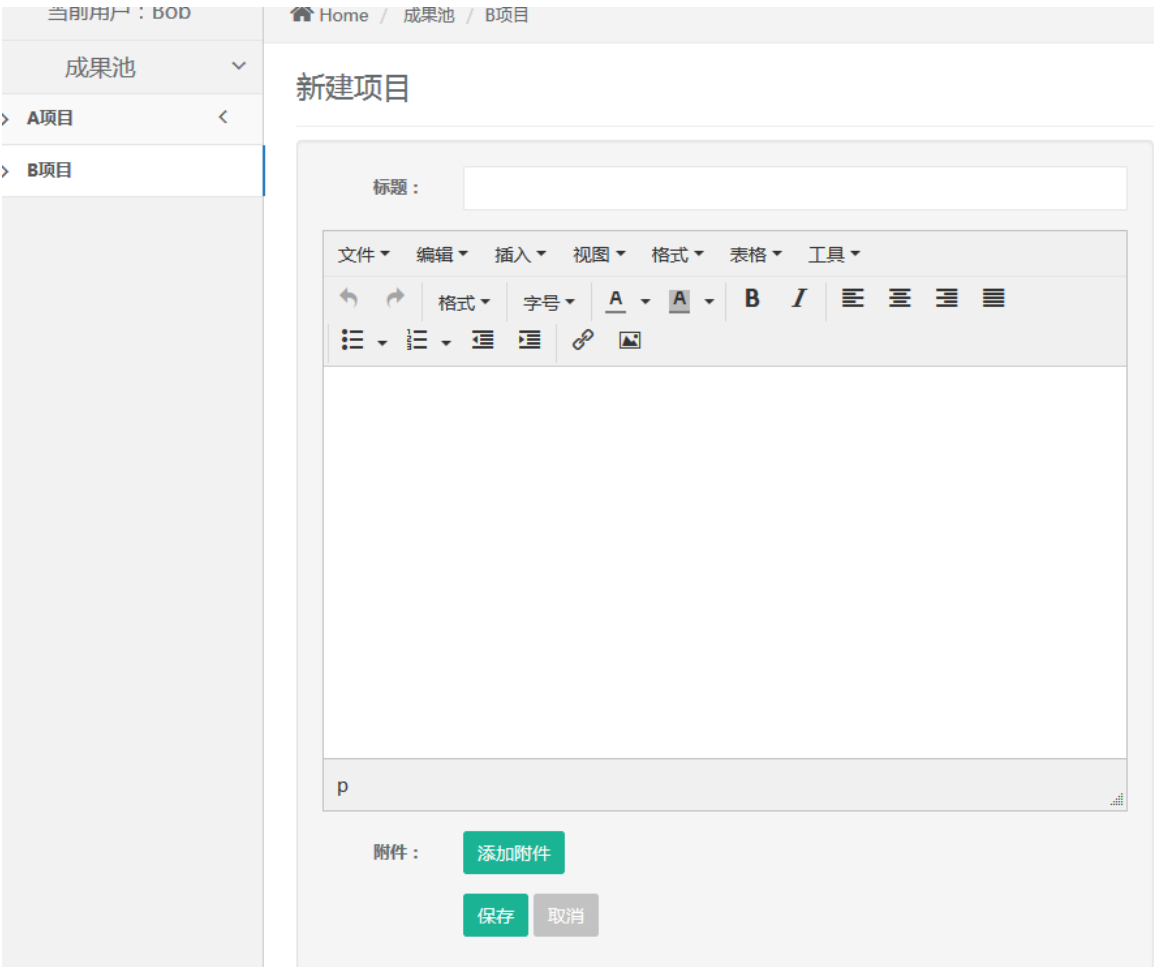 当前用户：Bob
Home / 成果池 / B项目
成果池
新建项目
A项目
B项目
标题：
文件 编辑 插入 视图 格式 表格 工具
格式 字号 A A B I
p
附件：
添加附件
保存 取消